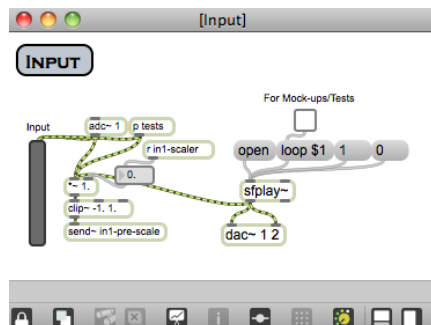 [Input]
INPUT
For Mock-ups/Tests
Input
adc~ 1
p tests
r in1-scaler
open
loop $1
1
0
0.
*~ 1.
sfplay~
clip~ -1. 1.
send~ in1-pre-scale
dac~ 1 2